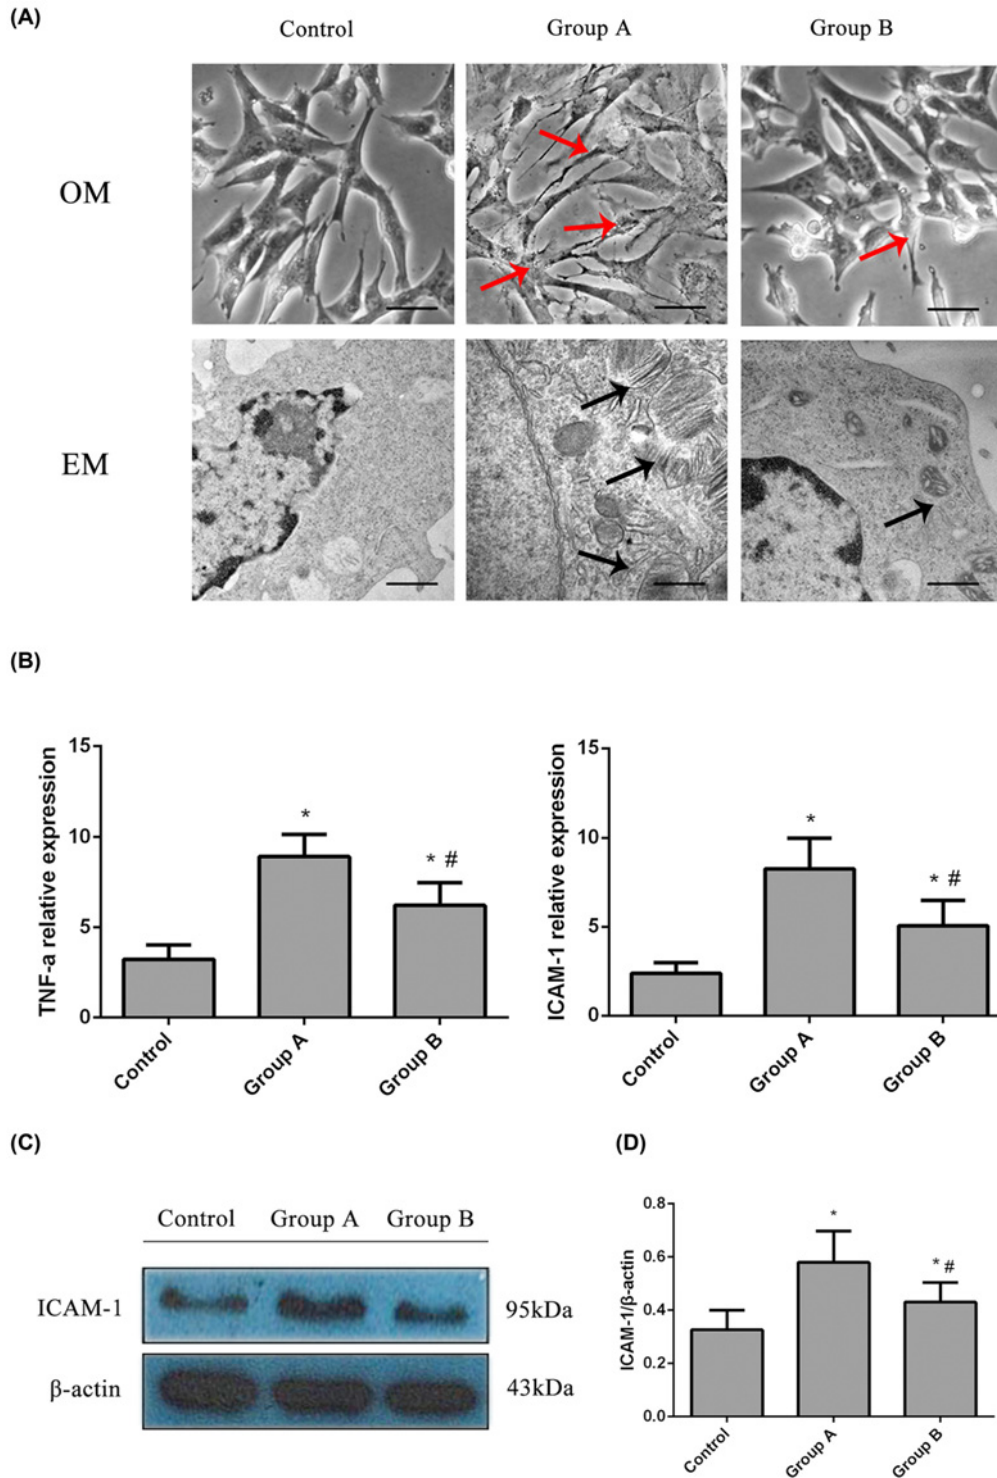 (A)
Control Group A Group B
OM
EM
(B)
TNF-a relative expression
15
10
5
0
*
* #
Control
Group A
Group B
ICAM-1 relative expression
15
10
5
0
*
* #
Control
Group A
Group B
(C)
Control Group A Group B
ICAM-1 95kDa
β-actin 43kDa
(D)
ICAM-1/β-actin
0.8
0.6
0.4
0.2
0.0
*
* #
Control
Group A
Group B